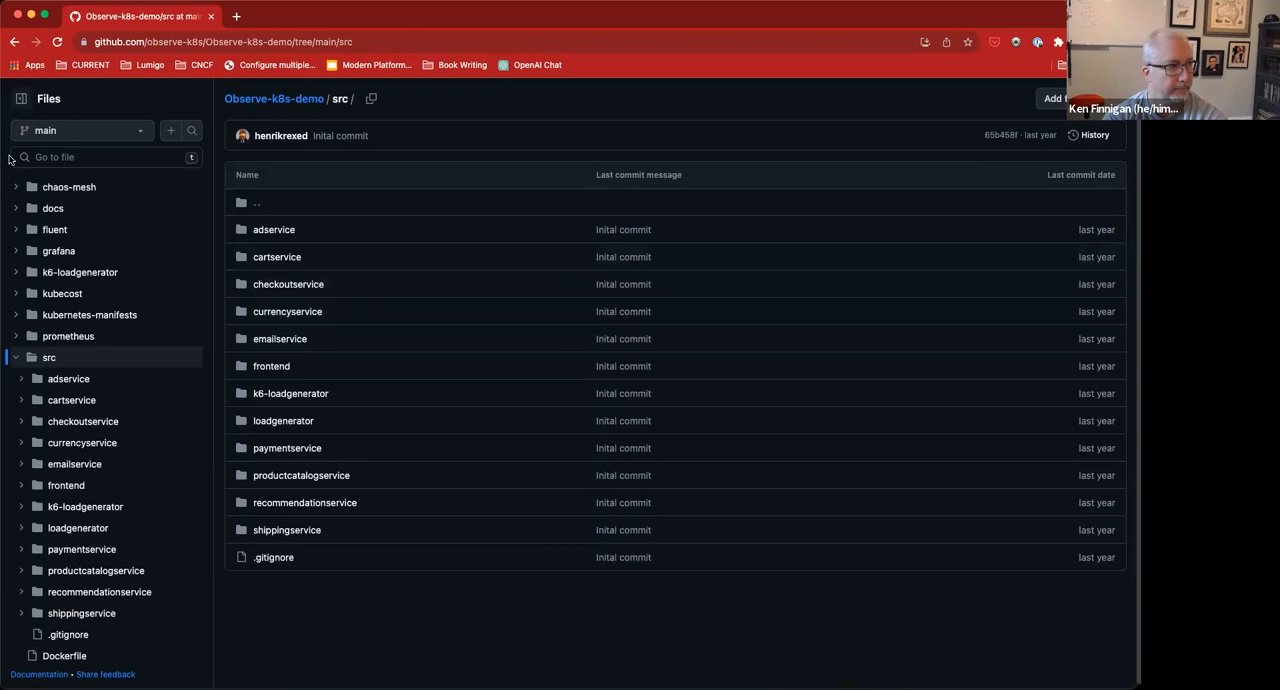 Observe-k8s-demo/src at mai
github.com/observe-k8s/Observe-k8s-demo/tree/main/src
Apps CURRENT Lumigo CNCF Configure multiple... Modern Platform... Book Writing OpenAI Chat
Ken Finnigan (he/him...
Files
main
Go to file t
chaos-mesh
docs
fluent
grafana
k6-loadgenerator
kubecost
kubernetes-manifests
prometheus
src
adservice
cartservice
checkoutservice
currencyservice
emailservice
frontend
k6-loadgenerator
loadgenerator
paymentservice
productcatalogservice
recommendationservice
shippingservice
.gitignore
Dockerfile
Documentation • Share feedback
Observe-k8s-demo / src /
Add f
henrikrexed Inital commit 65b458f · last year History
Name Last commit message Last commit date
..
adservice Inital commit last year
cartservice Inital commit last year
checkoutservice Inital commit last year
currencyservice Inital commit last year
emailservice Inital commit last year
frontend Inital commit last year
k6-loadgenerator Inital commit last year
loadgenerator Inital commit last year
paymentservice Inital commit last year
productcatalogservice Inital commit last year
recommendationservice Inital commit last year
shippingservice Inital commit last year
.gitignore Inital commit last year